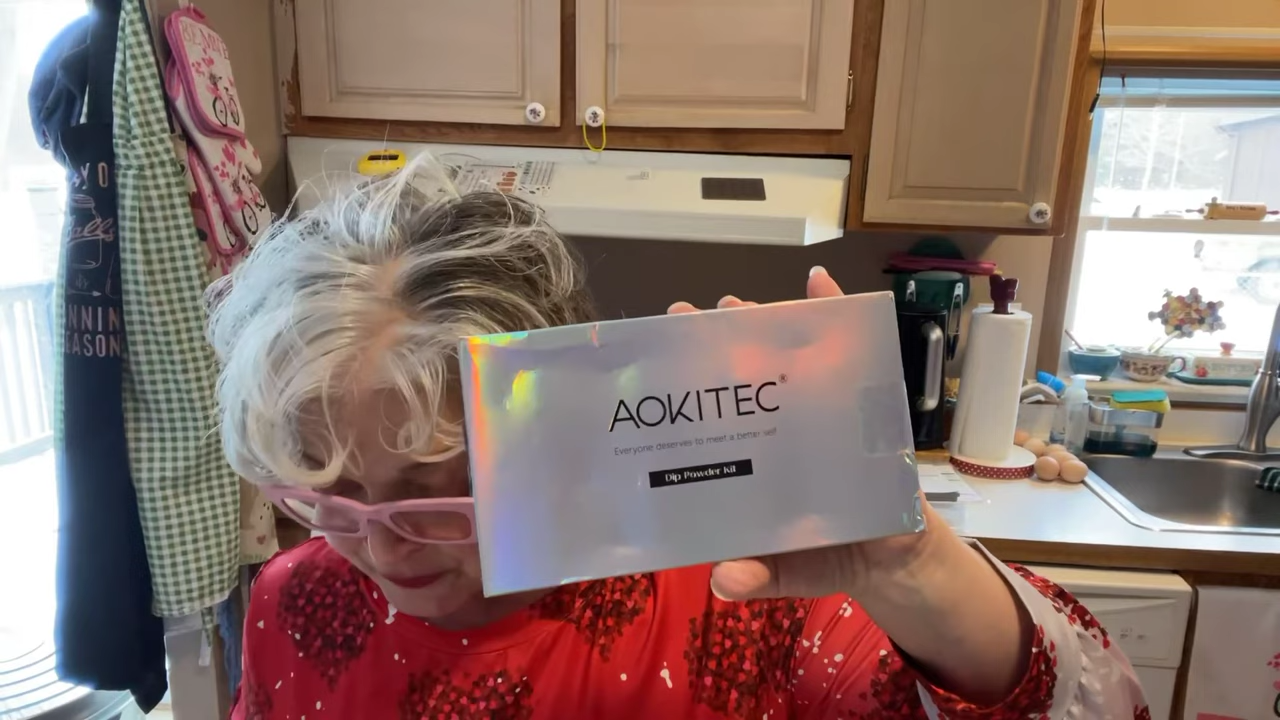 AOKITEC®
Everyone deserves to meet a better self
Dip Powder Kit
NNIN
EASON